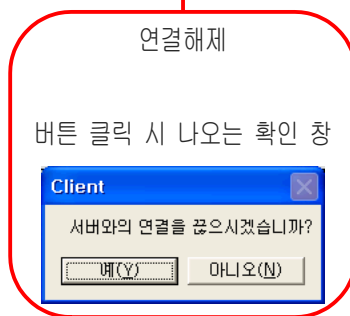 연결해제
버튼 클릭 시 나오는 확인 창
Client
서버와의 연결을 끊으시겠습니까?
예(Y) 아니오(N)